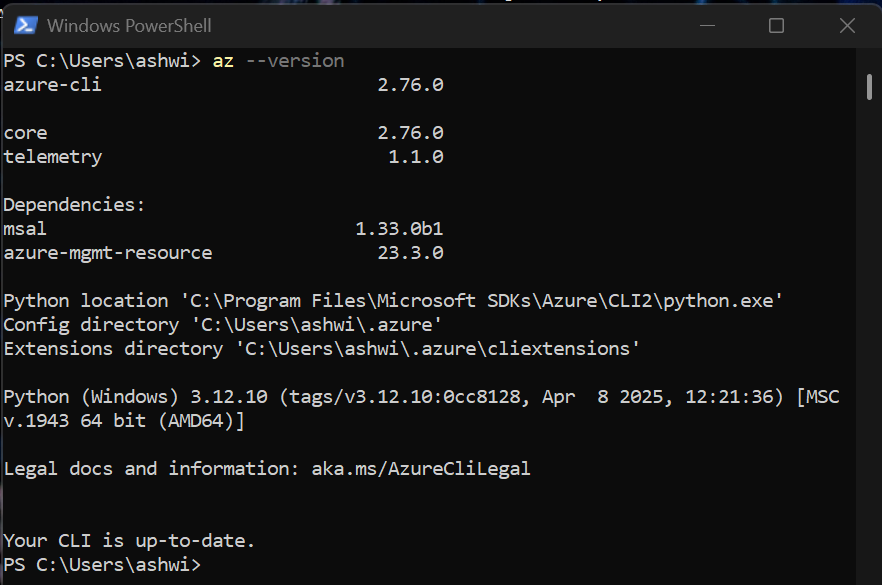 Windows PowerShell
PS C:\Users\ashwi> az --version
azure-cli                         2.76.0
core                              2.76.0
telemetry                          1.1.0
Dependencies:
msal                            1.33.0b1
azure-mgmt-resource               23.3.0
Python location 'C:\Program Files\Microsoft SDKs\Azure\CLI2\python.exe'
Config directory 'C:\Users\ashwi\.azure'
Extensions directory 'C:\Users\ashwi\.azure\cliextensions'
Python (Windows) 3.12.10 (tags/v3.12.10:0cc8128, Apr  8 2025, 12:21:36) [MSC
v.1943 64 bit (AMD64)]
Legal docs and information: aka.ms/AzureCliLegal
Your CLI is up-to-date.
PS C:\Users\ashwi>